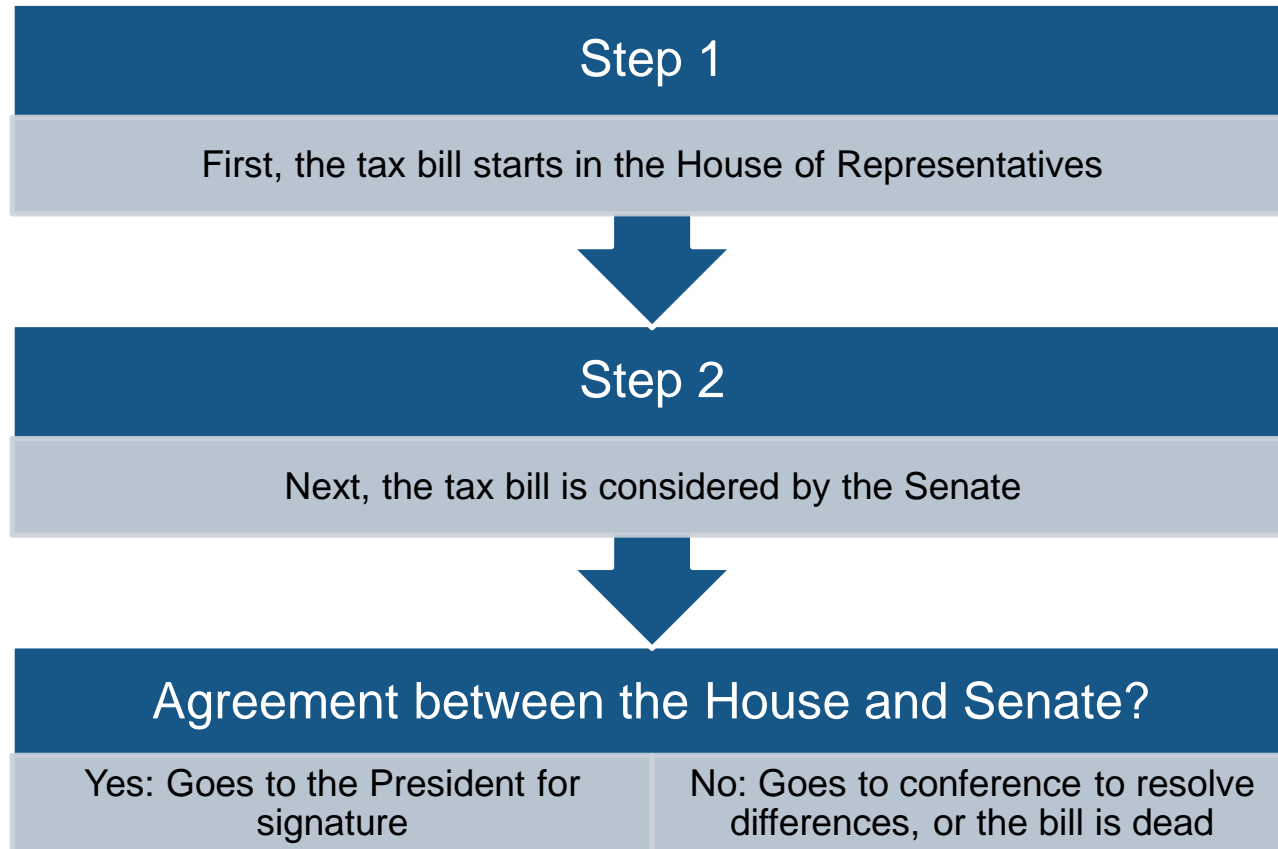 Step 1
First, the tax bill starts in the House of Representatives
Step 2
Next, the tax bill is considered by the Senate
Agreement between the House and Senate?
Yes: Goes to the President for
signature
No: Goes to conference to resolve
differences, or the bill is dead